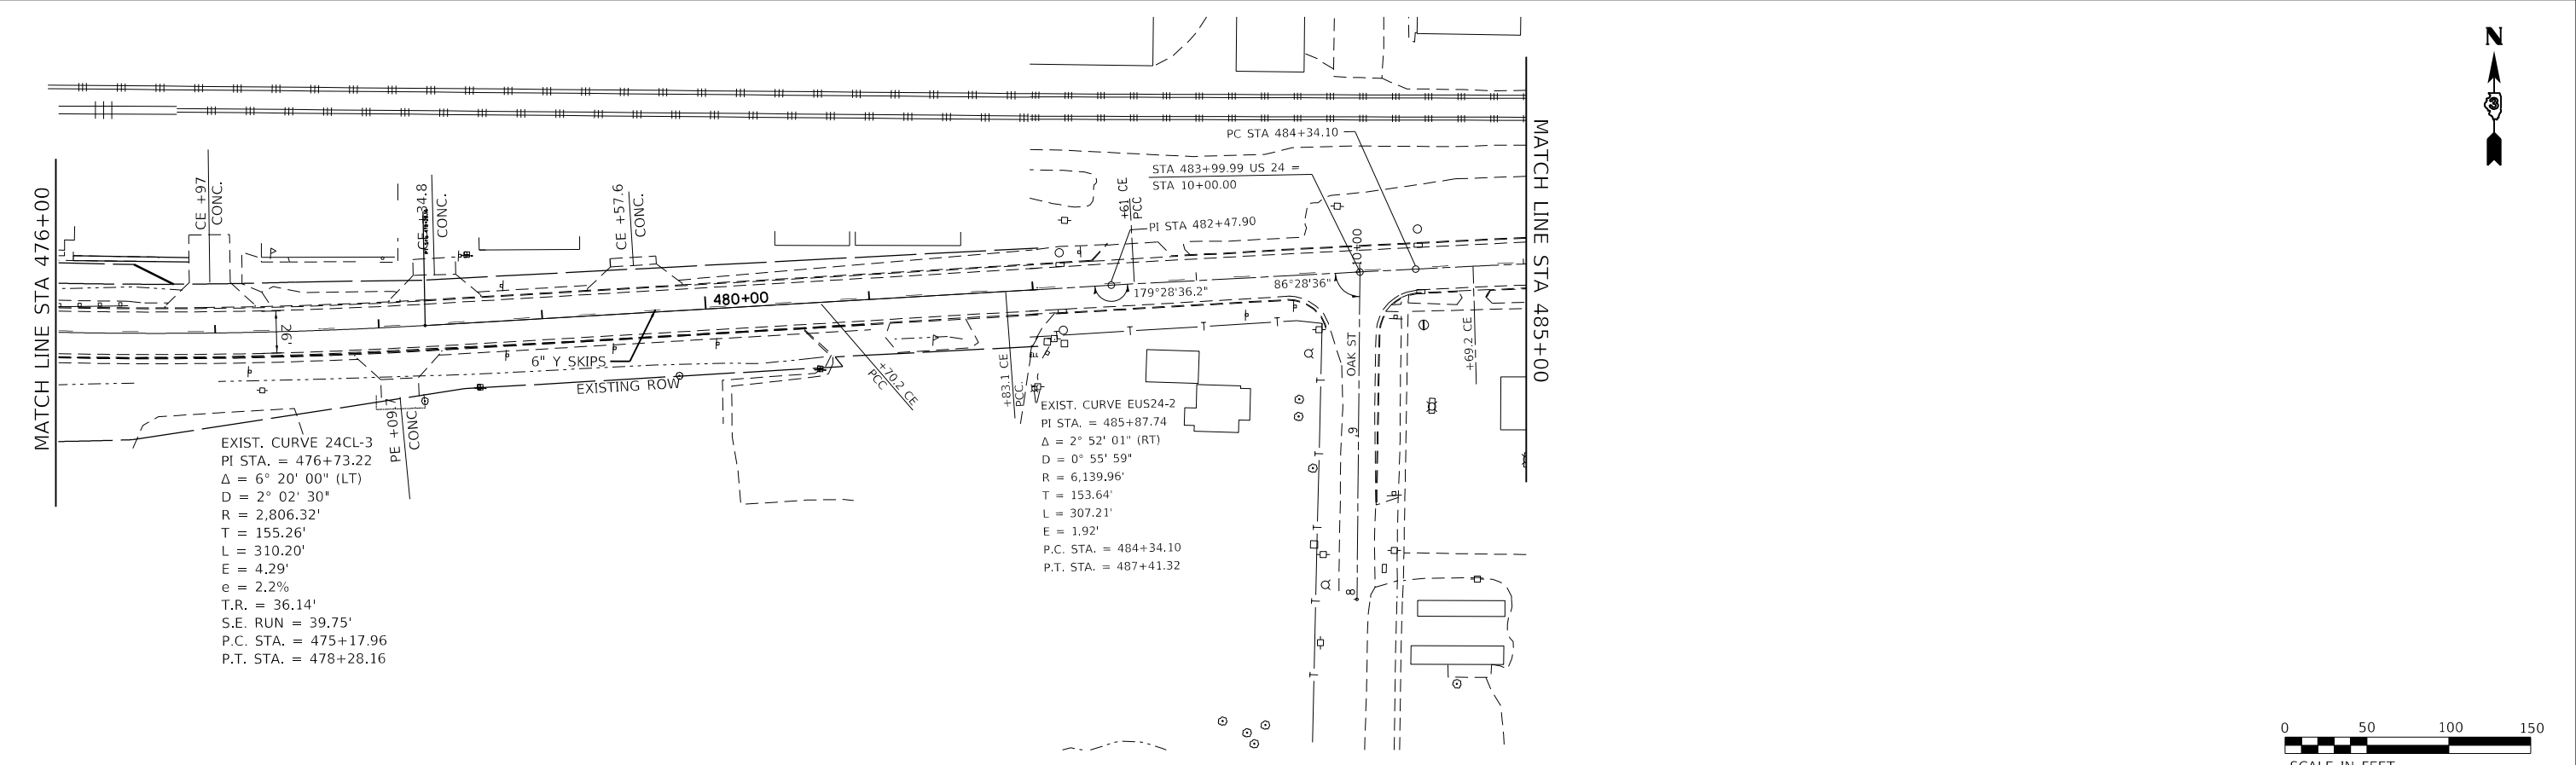 N
3
MATCH LINE STA 476+00
CE +97
CONC.
CE +34.8
CONC.
CE +57.6
CONC.
+61 CE
PCC
PC STA 484+34.10
STA 483+99.99 US 24 =
STA 10+00.00
PI STA 482+47.90
10+00
MATCH LINE STA 485+00
480+00
179°28'36.2"
86°28'36"
26'
6" Y SKIPS
EXISTING ROW
+70.2 CE
PCC
+83.1 CE
PCC.
OAK ST
+69.2 CE
9
8
PE +09.7
CONC
EXIST. CURVE 24CL-3
PI STA. = 476+73.22
Δ = 6° 20' 00" (LT)
D = 2° 02' 30"
R = 2,806.32'
T = 155.26'
L = 310.20'
E = 4.29'
e = 2.2%
T.R. = 36.14'
S.E. RUN = 39.75'
P.C. STA. = 475+17.96
P.T. STA. = 478+28.16
EXIST. CURVE EUS24-2
PI STA. = 485+87.74
Δ = 2° 52' 01" (RT)
D = 0° 55' 59"
R = 6,139.96'
T = 153.64'
L = 307.21'
E = 1.92'
P.C. STA. = 484+34.10
P.T. STA. = 487+41.32
T T T
T
T
T
T
T
0 50 100 150
SCALE IN FEET